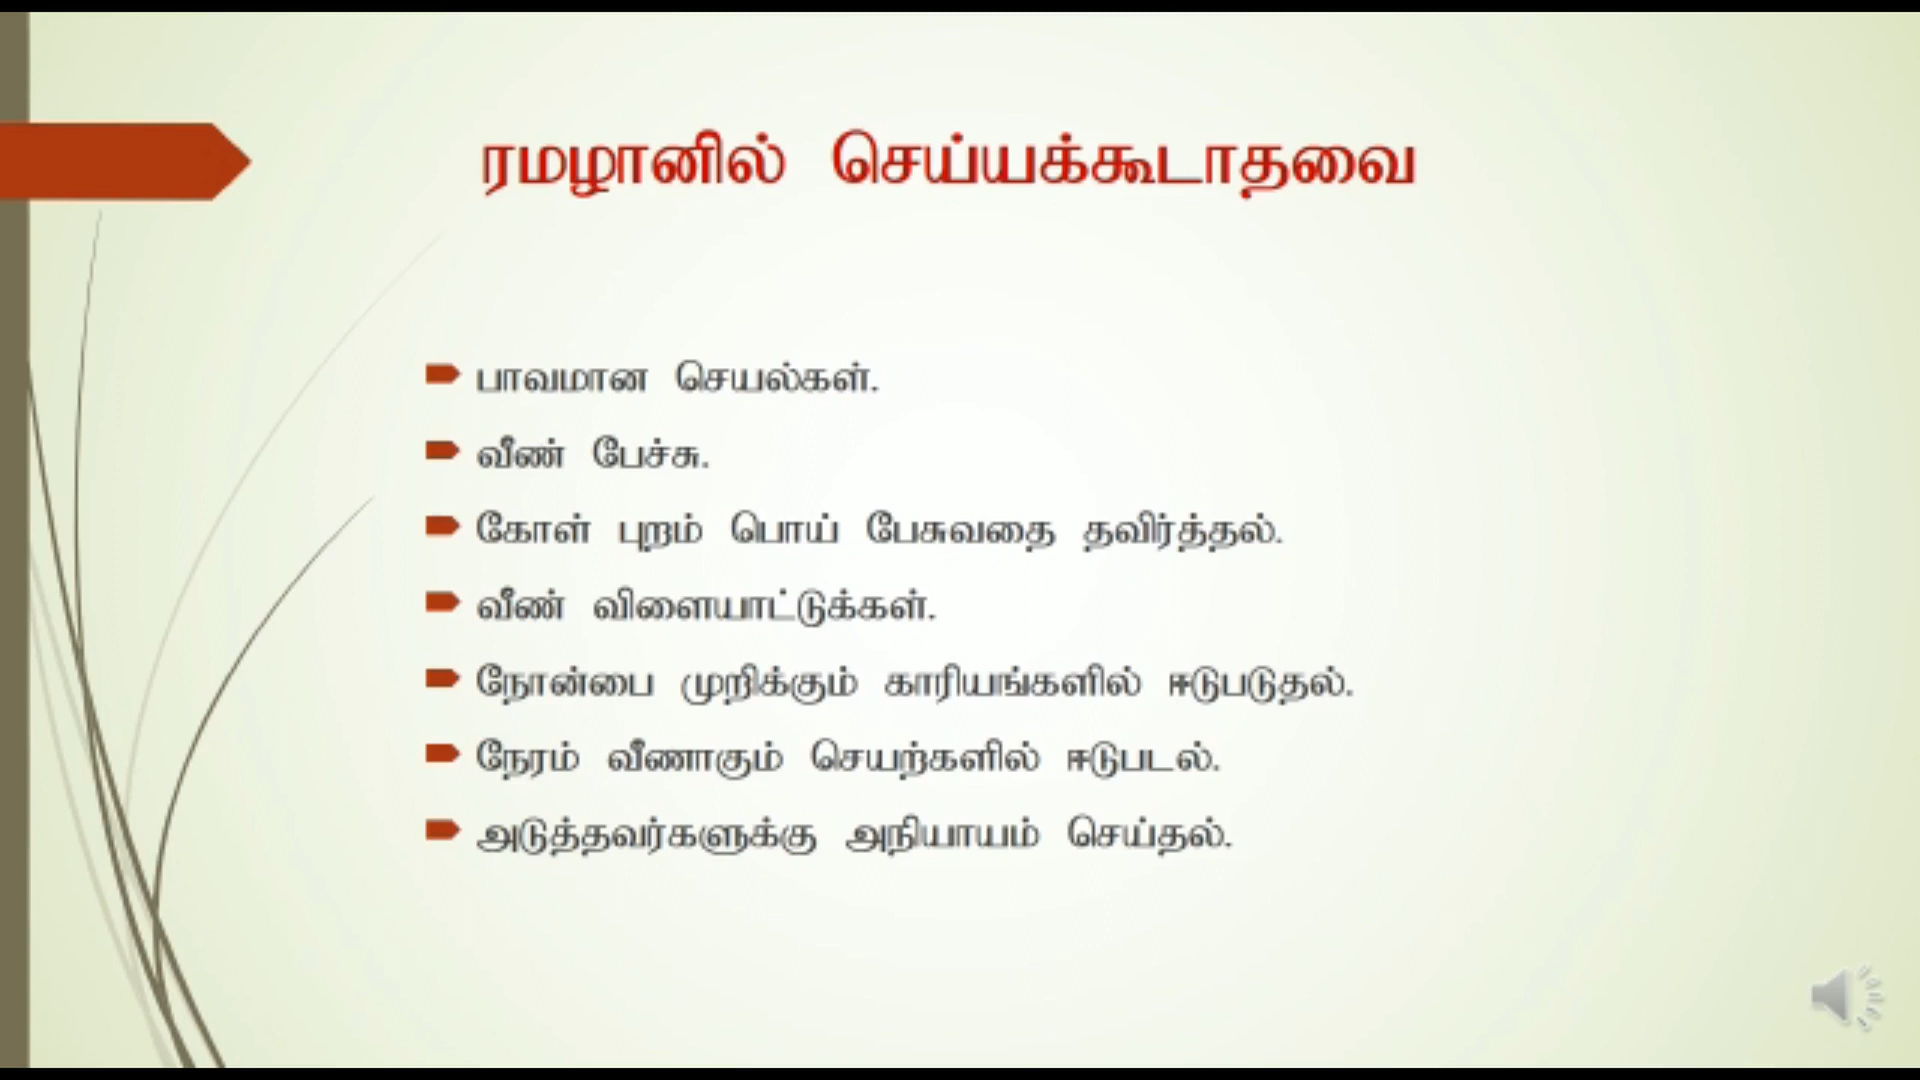 ரமழானில் செய்யக்கூடாதவை
பாவமான செயல்கள்.
வீண் பேச்சு.
கோள் புறம் பொய் பேசுவதை தவிர்த்தல்.
வீண் விளையாட்டுக்கள்.
நோன்பை முறிக்கும் காரியங்களில் ஈடுபடுதல்.
நேரம் வீணாகும் செயற்களில் ஈடுபடல்.
அடுத்தவர்களுக்கு அநியாயம் செய்தல்.